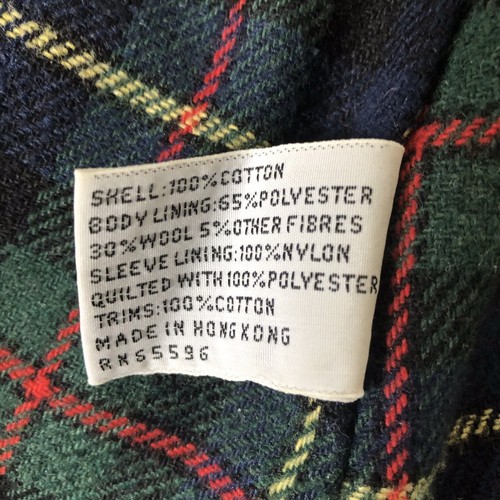 SHELL:100%COTTON
BODY LINING:65%POLYESTER
30%WOOL 5%OTHER FIBRES
SLEEVE LINING:100%NYLON
QUILTED WITH 100%POLYESTER
TRIMS:100%COTTON
MADE IN HONG KONG
RN65596